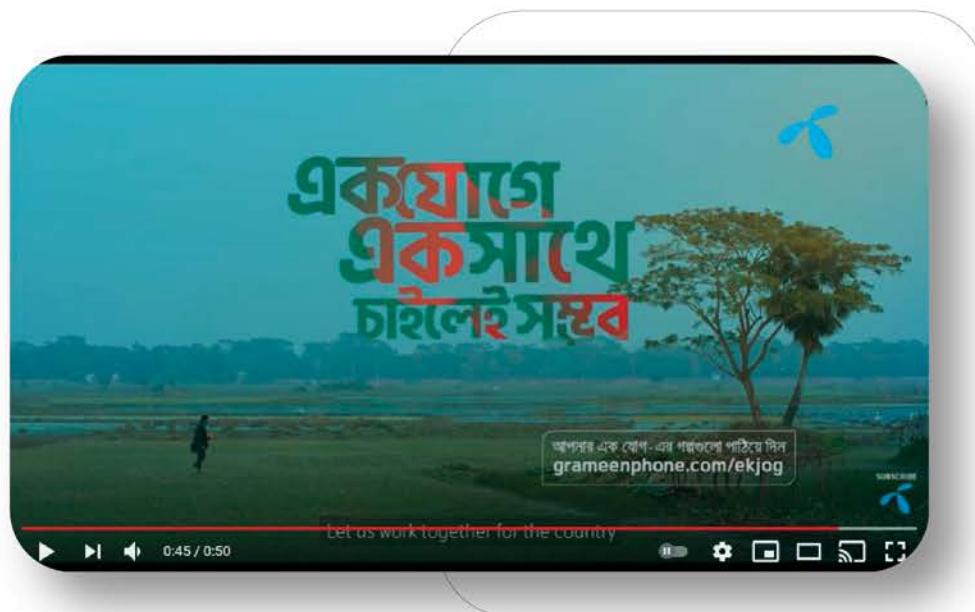 একযোগে
একসাথে
চাইলেই সম্ভব
আপনার এক যোগ-এর গল্পগুলো পাঠিয়ে দিন
grameenphone.com/ekjog
SUBSCRIBE
Let us work together for the country
0:45 / 0:50